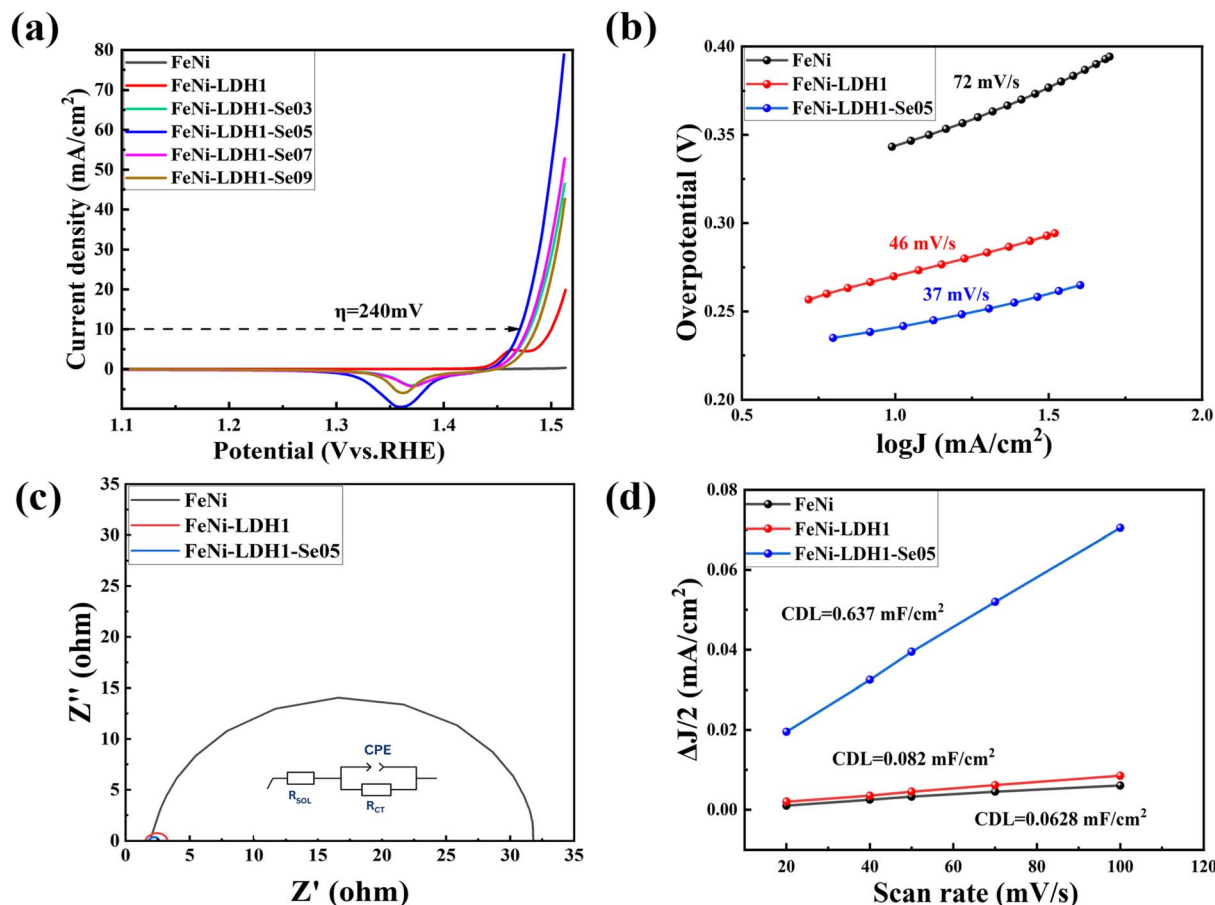 (a)
80
70
60
50
40
30
20
10
0
Current density (mA/cm²)
FeNi
FeNi-LDH1
FeNi-LDH1-Se03
FeNi-LDH1-Se05
FeNi-LDH1-Se07
FeNi-LDH1-Se09
η=240mV
1.1 1.2 1.3 1.4 1.5
Potential (Vvs.RHE)
(b)
0.40
0.35
0.30
0.25
0.20
Overpotential (V)
FeNi
FeNi-LDH1
FeNi-LDH1-Se05
72 mV/s
46 mV/s
37 mV/s
0.5 1.0 1.5 2.0
logJ (mA/cm²)
(c)
35
30
25
20
15
10
5
0
Z'' (ohm)
FeNi
FeNi-LDH1
FeNi-LDH1-Se05
CPE
RSOL
RCT
0 5 10 15 20 25 30 35
Z' (ohm)
(d)
0.08
0.06
0.04
0.02
0.00
ΔJ/2 (mA/cm²)
FeNi
FeNi-LDH1
FeNi-LDH1-Se05
CDL=0.637 mF/cm²
CDL=0.082 mF/cm²
CDL=0.0628 mF/cm²
20 40 60 80 100 120
Scan rate (mV/s)